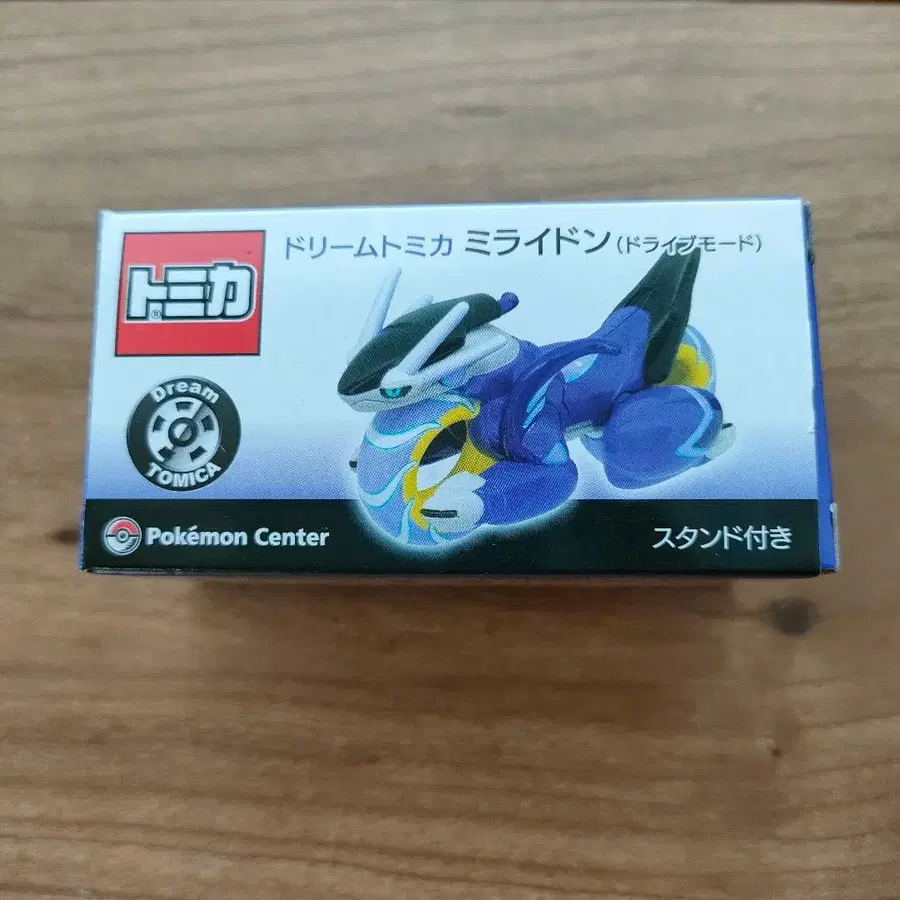 ドリームトミカ ミライドン(ドライブモード)
トミカ®
Dream
TOMICA
Pokémon Center
スタンド付き